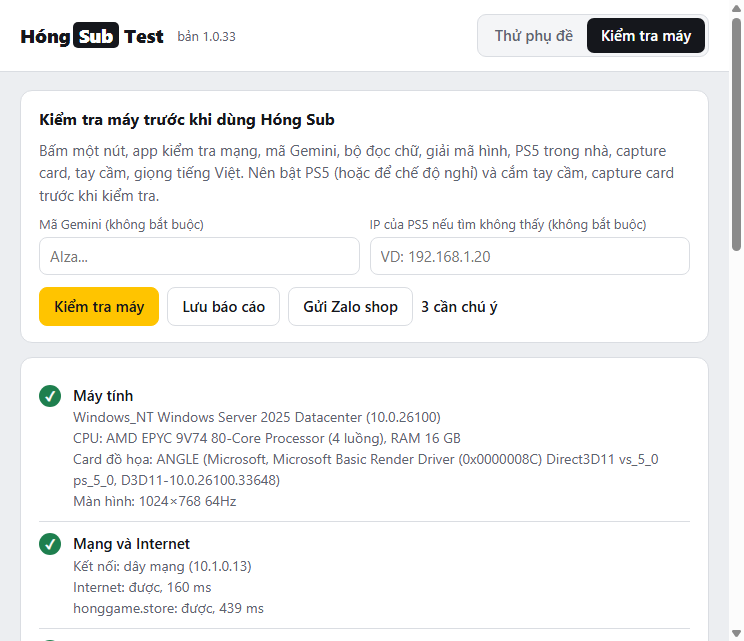 Hóng Sub Test bản 1.0.33
Thử phụ đề
Kiểm tra máy
Kiểm tra máy trước khi dùng Hóng Sub
Bấm một nút, app kiểm tra mạng, mã Gemini, bộ đọc chữ, giải mã hình, PS5 trong nhà, capture
card, tay cầm, giọng tiếng Việt. Nên bật PS5 (hoặc để chế độ nghỉ) và cắm tay cầm, capture card
trước khi kiểm tra.
Mã Gemini (không bắt buộc)
IP của PS5 nếu tìm không thấy (không bắt buộc)
AIza...
VD: 192.168.1.20
Kiểm tra máy
Lưu báo cáo
Gửi Zalo shop
3 cần chú ý
Máy tính
Windows_NT Windows Server 2025 Datacenter (10.0.26100)
CPU: AMD EPYC 9V74 80-Core Processor (4 luồng), RAM 16 GB
Card đồ họa: ANGLE (Microsoft, Microsoft Basic Render Driver (0x0000008C) Direct3D11 vs_5_0
ps_5_0, D3D11-10.0.26100.33648)
Màn hình: 1024×768 64Hz
Mạng và Internet
Kết nối: dây mạng (10.1.0.13)
Internet: được, 160 ms
honggame.store: được, 439 ms